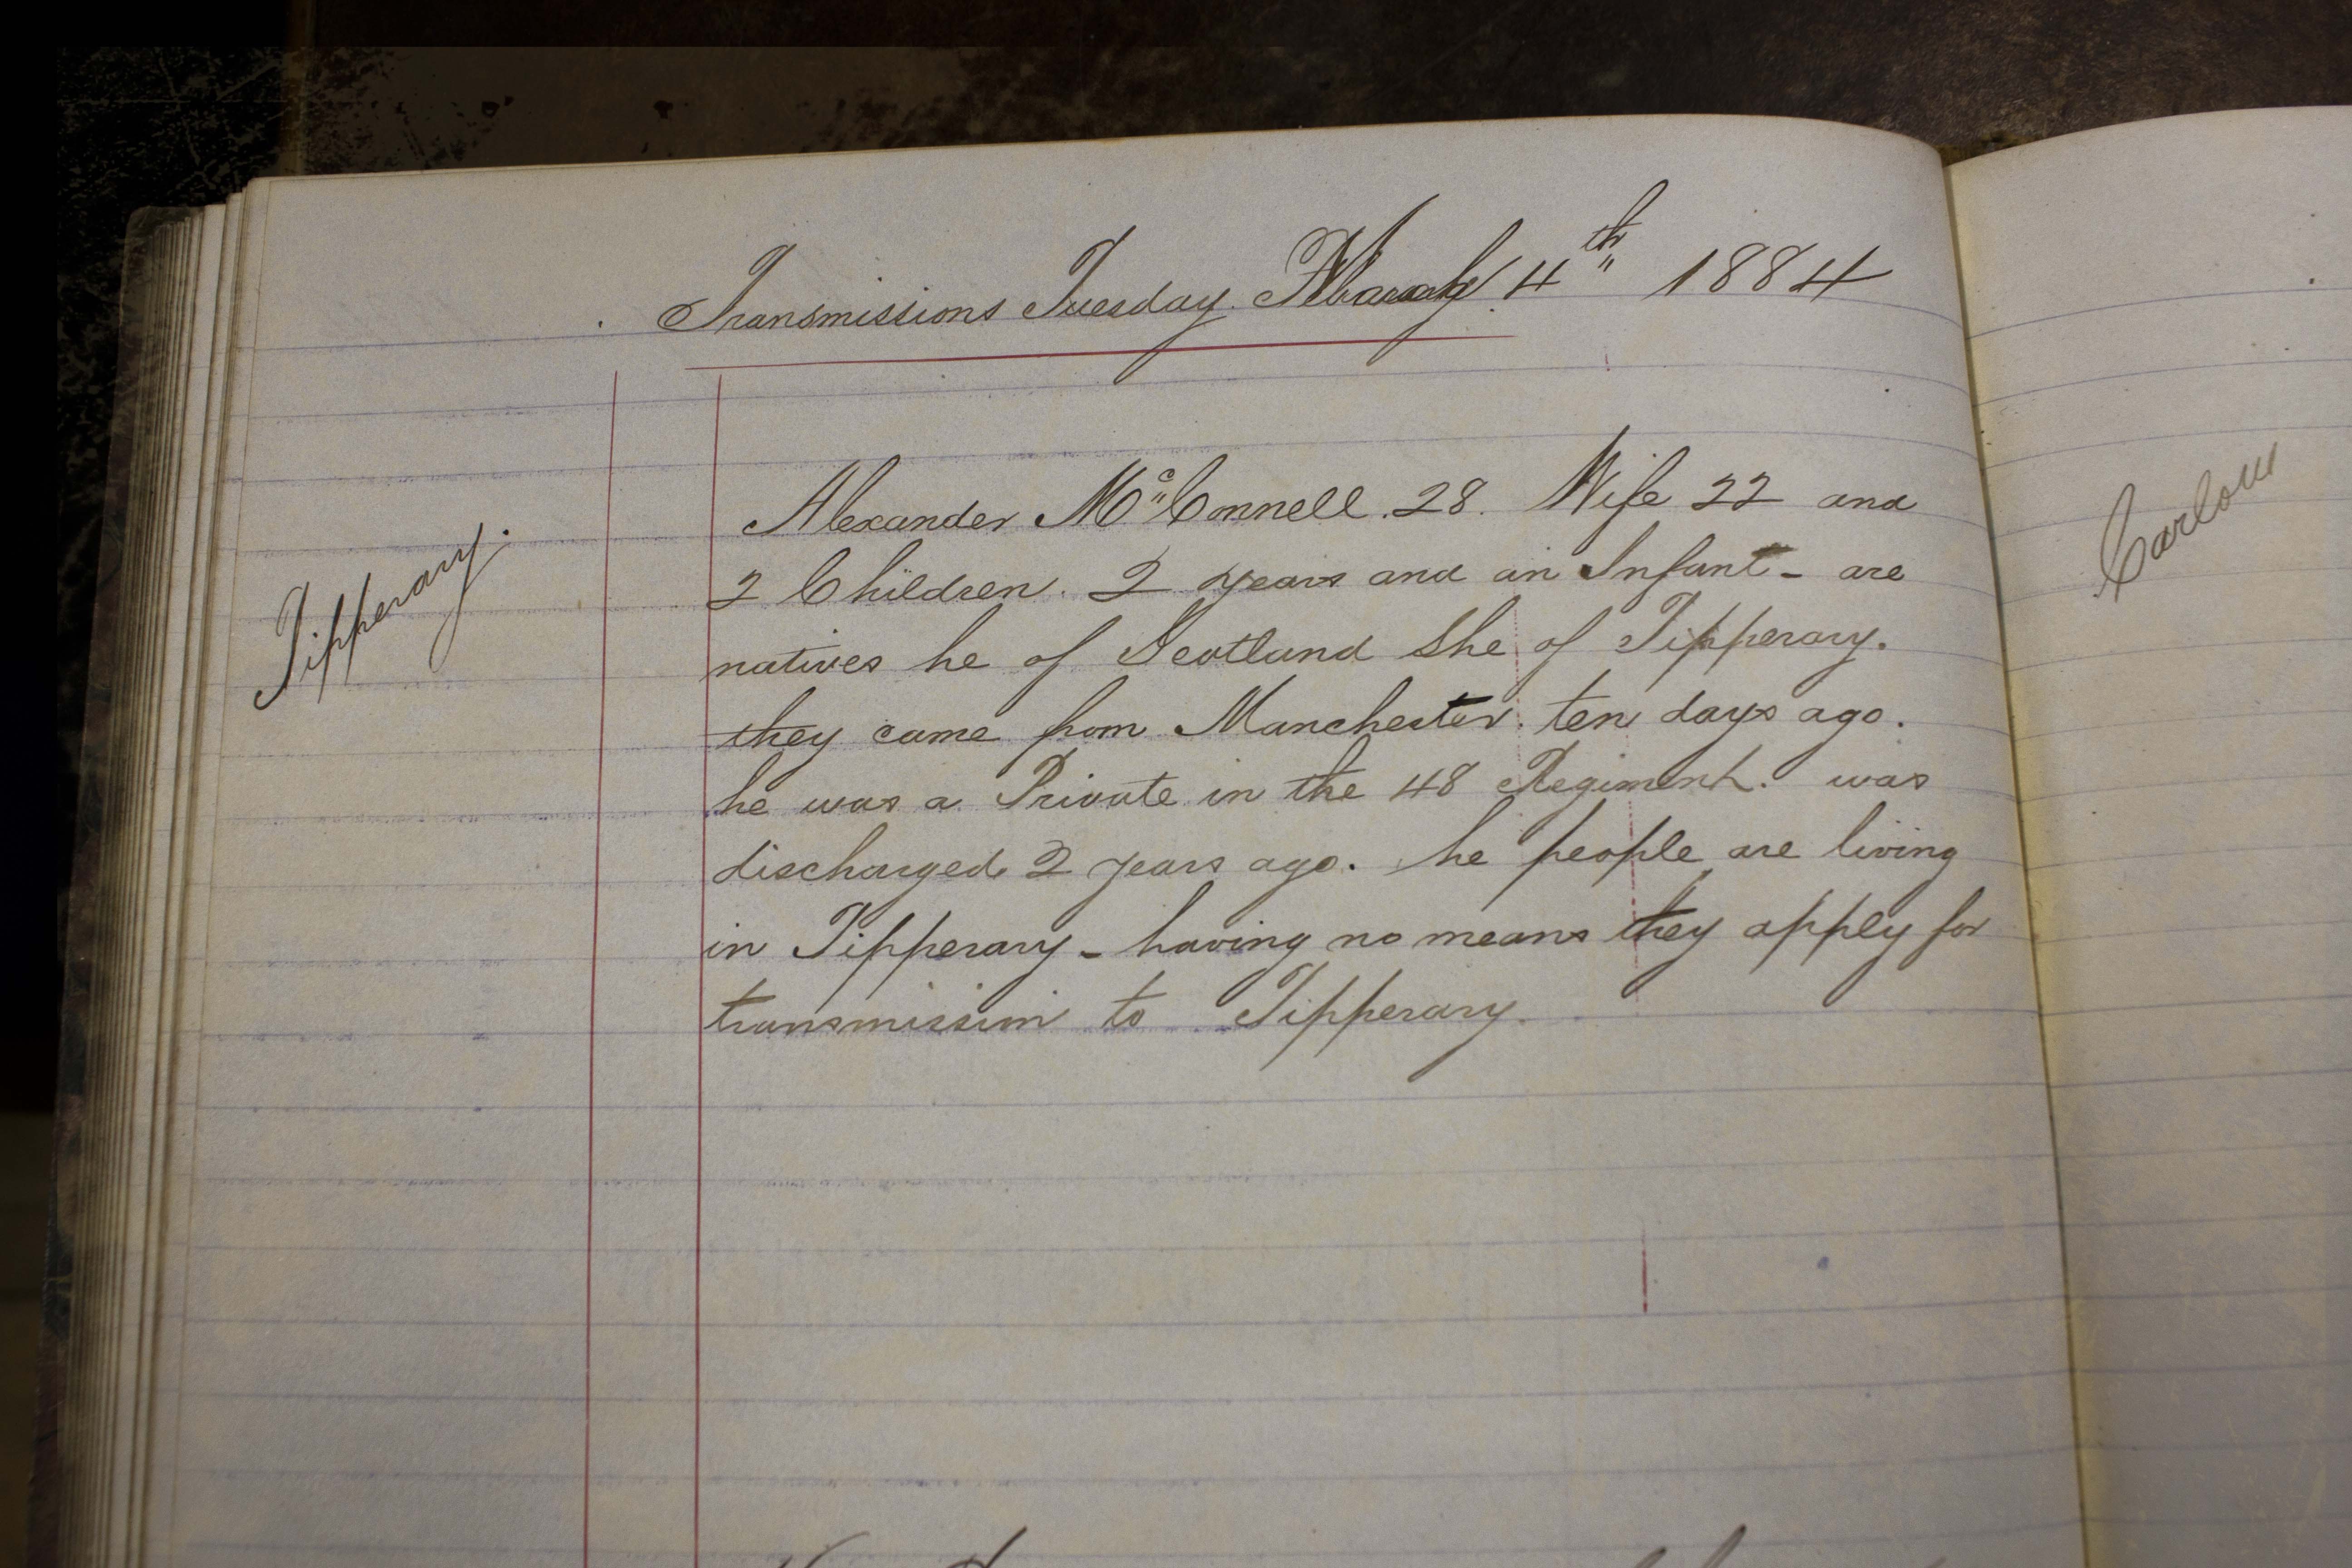 Transmissions Tuesday March 4th 1884
Tipperary.
Alexander Mc Connell. 28. Wife 22 and
2 Children. 2 years and an Infant - are
natives he of Scotland She of Tipperary.
they came from Manchester. ten days ago.
he was a Private in the 48 Regiment. was
discharged 2 years ago. he people are living
in Tipperary - having no means they apply for
transmission to Tipperary.
Carlow